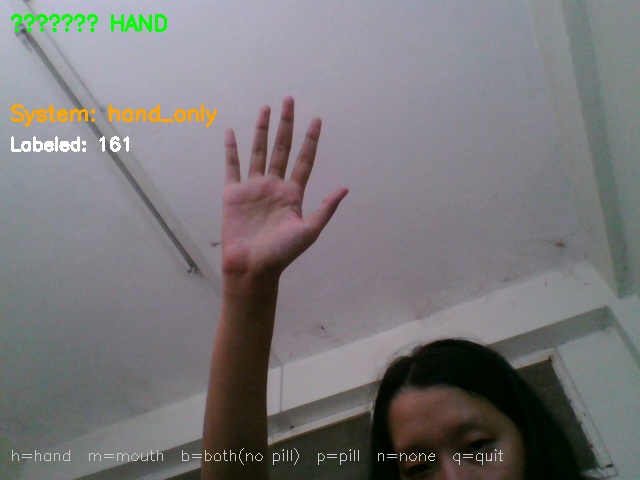 ??????? HAND
System: hand_only
Labeled: 161
h=hand m=mouth b=both(no pill) p=pill n=none q=quit